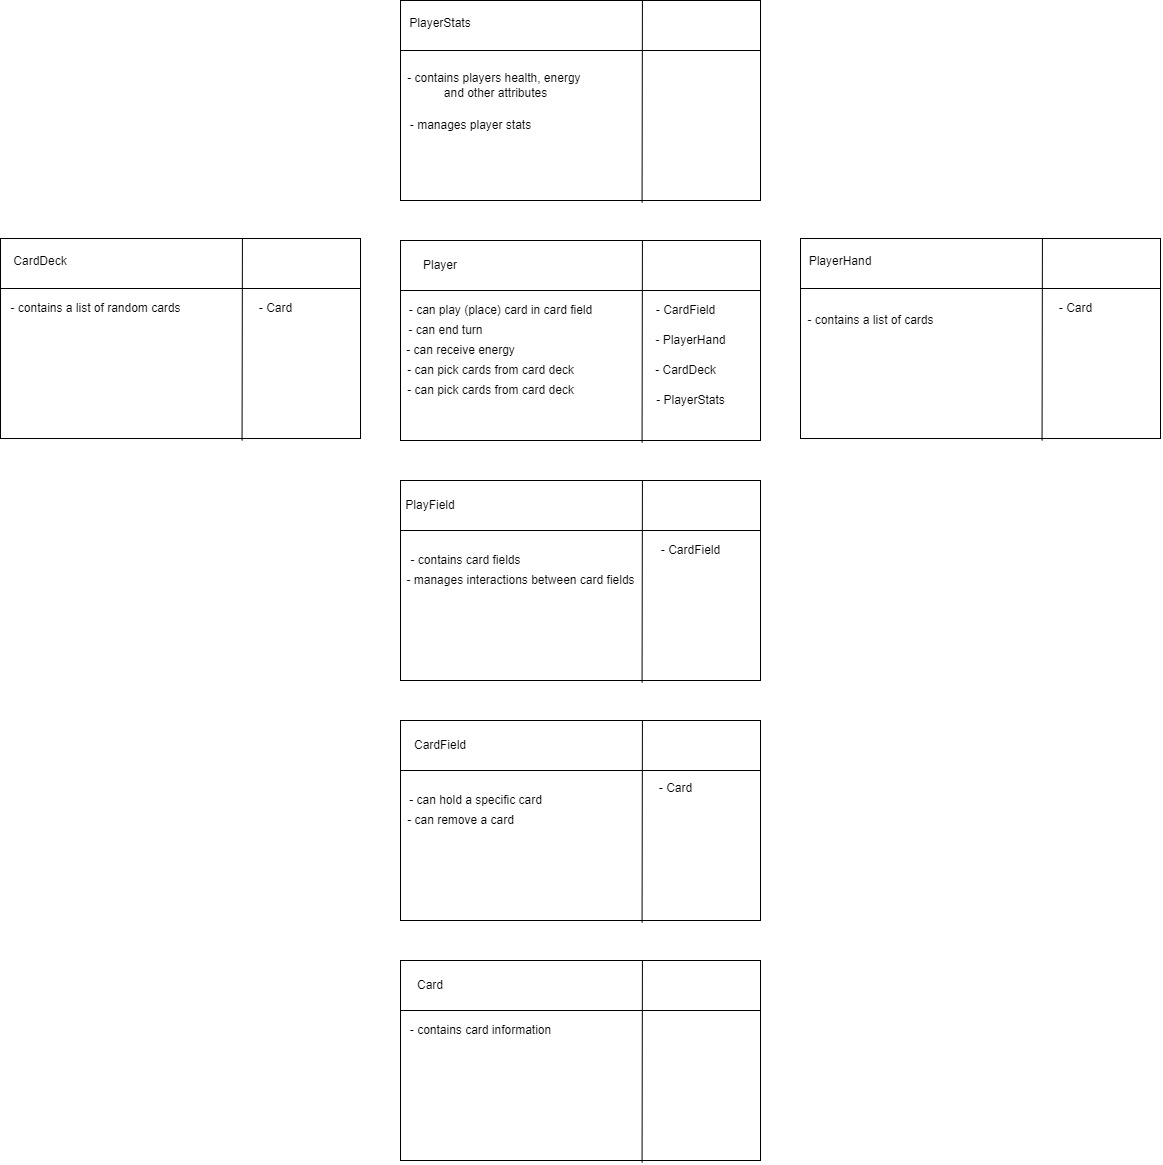 PlayerStats
- contains players health, energy
and other attributes
- manages player stats
CardDeck
- contains a list of random cards
- Card
Player
- can play (place) card in card field
- can end turn
- can receive energy
- can pick cards from card deck
- can pick cards from card deck
- CardField
- PlayerHand
- CardDeck
- PlayerStats
PlayerHand
- contains a list of cards
- Card
PlayField
- contains card fields
- manages interactions between card fields
- CardField
CardField
- can hold a specific card
- can remove a card
- Card
Card
- contains card information